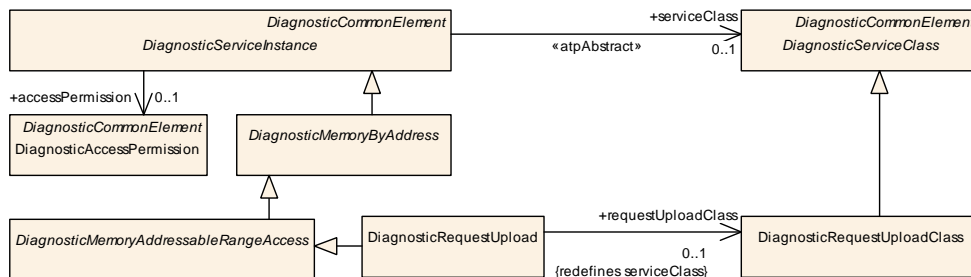 DiagnosticCommonElement
DiagnosticServiceInstance
+serviceClass
«atpAbstract»
0..1
DiagnosticCommonElement
DiagnosticServiceClass
+accessPermission
0..1
DiagnosticCommonElement
DiagnosticAccessPermission
DiagnosticMemoryByAddress
DiagnosticMemoryAddressableRangeAccess
DiagnosticRequestUpload
+requestUploadClass
0..1
{redefines serviceClass}
DiagnosticRequestUploadClass